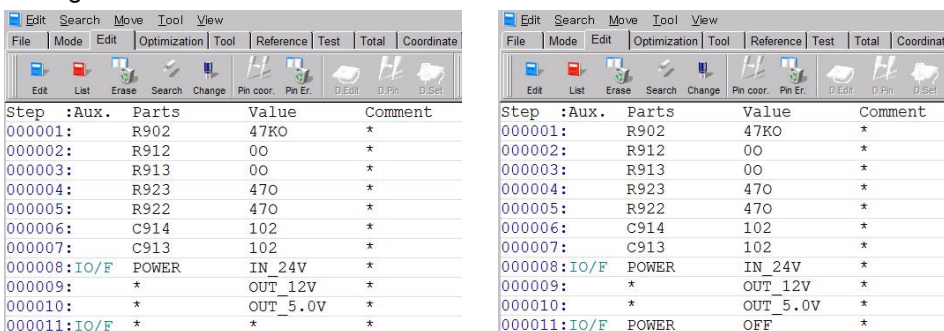 Edit Search Move Tool View
File Mode Edit Optimization Tool Reference Test Total Coordinate
Edit List Erase Search Change Pin coor. Pin Er. D.Edit D.Pin D.Set
Step :Aux. Parts Value Comment
000001: R902 47KO *
000002: R912 0O *
000003: R913 0O *
000004: R923 47O *
000005: R922 47O *
000006: C914 102 *
000007: C913 102 *
000008:IO/F POWER IN_24V *
000009: * OUT_12V *
000010: * OUT_5.0V *
000011:IO/F * * *
Edit Search Move Tool View
File Mode Edit Optimization Tool Reference Test Total Coordinat
Edit List Erase Search Change Pin coor. Pin Er. D.Edit D.Pin D.Set
Step :Aux. Parts Value Comment
000001: R902 47KO *
000002: R912 0O *
000003: R913 0O *
000004: R923 47O *
000005: R922 47O *
000006: C914 102 *
000007: C913 102 *
000008:IO/F POWER IN_24V *
000009: * OUT_12V *
000010: * OUT_5.0V *
000011:IO/F POWER OFF *